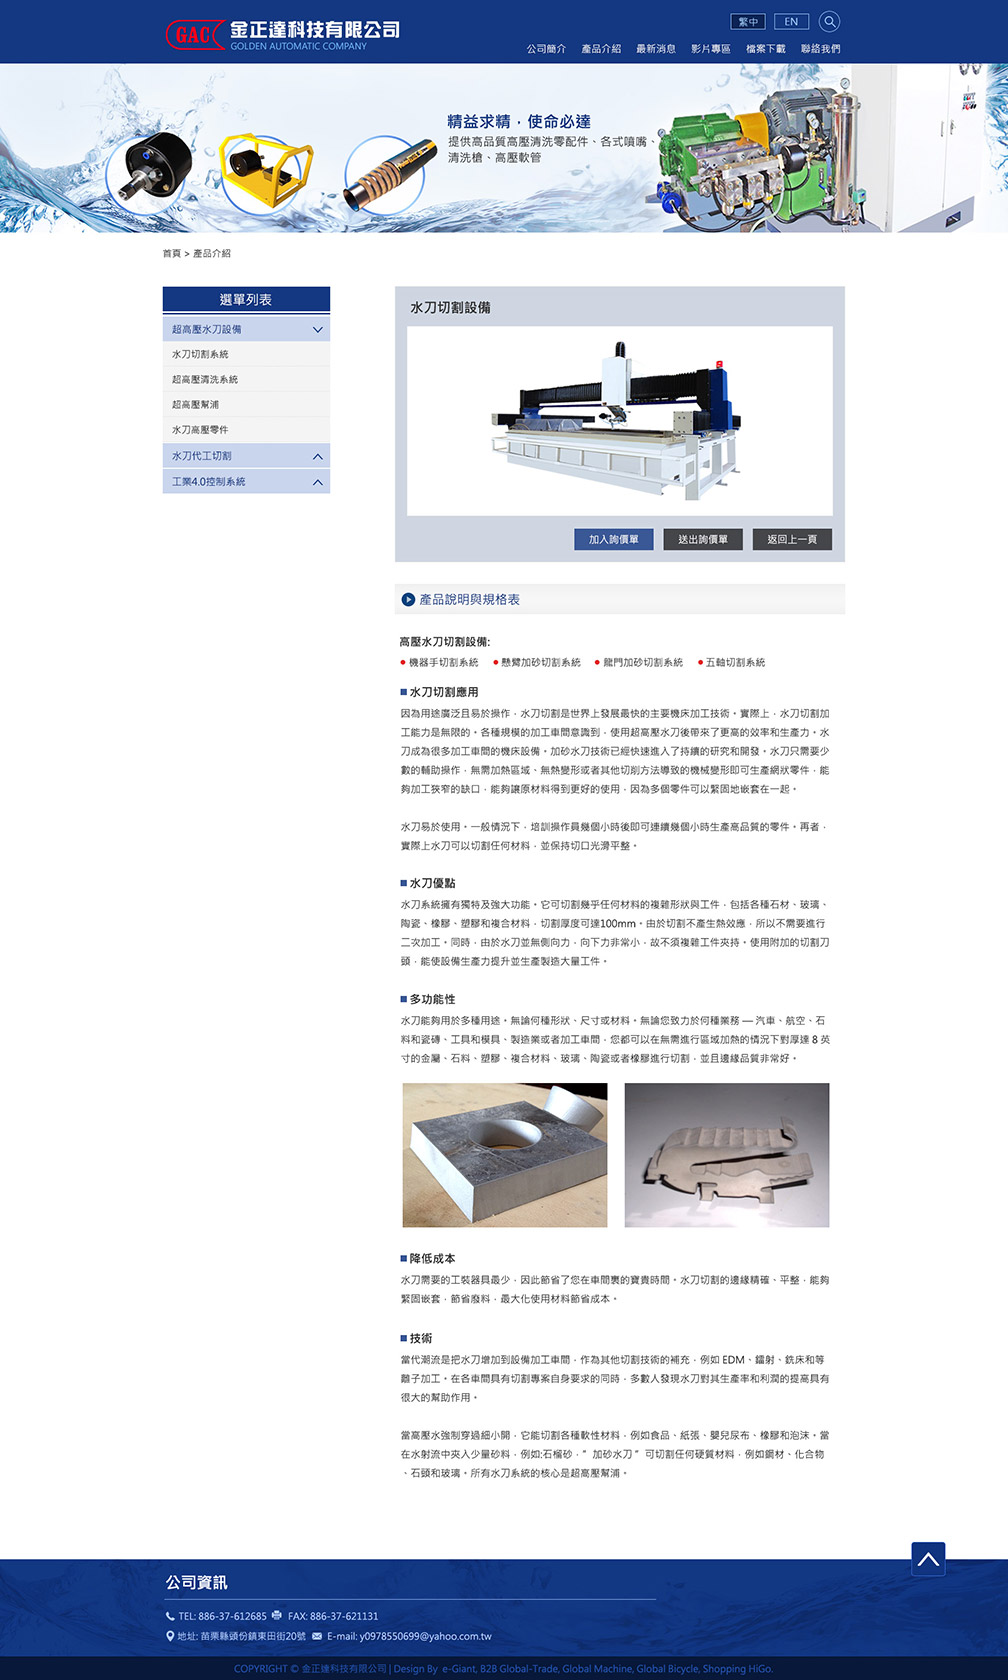 GAC 金正達科技有限公司
GOLDEN AUTOMATIC COMPANY
繁中 EN
公司簡介 產品介紹 最新消息 影片專區 檔案下載 聯絡我們
精益求精，使命必達
提供高品質高壓清洗零配件、各式噴嘴、
清洗槍、高壓軟管
首頁 > 產品介紹
選單列表
超高壓水刀設備
水刀切割系統
超高壓清洗系統
超高壓幫浦
水刀高壓零件
水刀代工切割
工業4.0控制系統
水刀切割設備
加入詢價單 送出詢價單 返回上一頁
產品說明與規格表
高壓水刀切割設備:
機器手切割系統 懸臂加砂切割系統 龍門加砂切割系統 五軸切割系統
水刀切割應用
因為用途廣泛且易於操作，水刀切割是世界上發展最快的主要機床加工技術。實際上，水刀切割加
工能力是無限的。各種規模的加工車間意識到，使用超高壓水刀後帶來了更高的效率和生產力。水
刀成為很多加工車間的機床設備。加砂水刀技術已經快速進入了持續的研究和開發。水刀只需要少
數的輔助操作，無需加熱區域、無熱變形或者其他切削方法導致的機械變形即可生產網狀零件，能
夠加工狹窄的缺口，能夠讓原材料得到更好的使用，因為多個零件可以緊固地嵌套在一起。
水刀易於使用。一般情況下，培訓操作員幾個小時後即可連續幾個小時生產高品質的零件。再者，
實際上水刀可以切割任何材料，並保持切口光滑平整。
水刀優點
水刀系統擁有獨特及強大功能。它可切割幾乎任何材料的複雜形狀與工件，包括各種石材、玻璃、
陶瓷、橡膠、塑膠和複合材料，切割厚度可達100mm。由於切割不產生熱效應，所以不需要進行
二次加工。同時，由於水刀並無側向力，向下力非常小，故不須複雜工件夾持。使用附加的切割刀
頭，能使設備生產力提升並生產製造大量工件。
多功能性
水刀能夠用於多種用途。無論何種形狀、尺寸或材料。無論您致力於何種業務 — 汽車、航空、石
料和瓷磚、工具和模具、製造業或者加工車間，您都可以在無需進行區域加熱的情況下對厚達 8 英
寸的金屬、石料、塑膠、複合材料、玻璃、陶瓷或者橡膠進行切割，並且邊緣品質非常好。
降低成本
水刀需要的工裝器具最少，因此節省了您在車間裏的寶貴時間。水刀切割的邊緣精確、平整，能夠
緊固嵌套，節省廢料，最大化使用材料節省成本。
技術
當代潮流是把水刀增加到設備加工車間，作為其他切割技術的補充，例如 EDM、鐳射、銑床和等
離子加工。在各車間具有切割專案自身要求的同時，多數人發現水刀對其生產率和利潤的提高具有
很大的幫助作用。
當高壓水強制穿過細小開，它能切割各種軟性材料，例如食品、紙張、嬰兒尿布、橡膠和泡沫。當
在水射流中夾入少量砂料，例如:石榴砂，" 加砂水刀 " 可切割任何硬質材料，例如鋼材、化合物
、石頭和玻璃。所有水刀系統的核心是超高壓幫浦。
公司資訊
TEL: 886-37-612685 FAX: 886-37-621131
地址: 苗栗縣頭份鎮東田街20號 E-mail: y0978550699@yahoo.com.tw
COPYRIGHT © 金正達科技有限公司 | Design By e-Giant, B2B Global-Trade, Global Machine, Global Bicycle, Shopping HiGo.